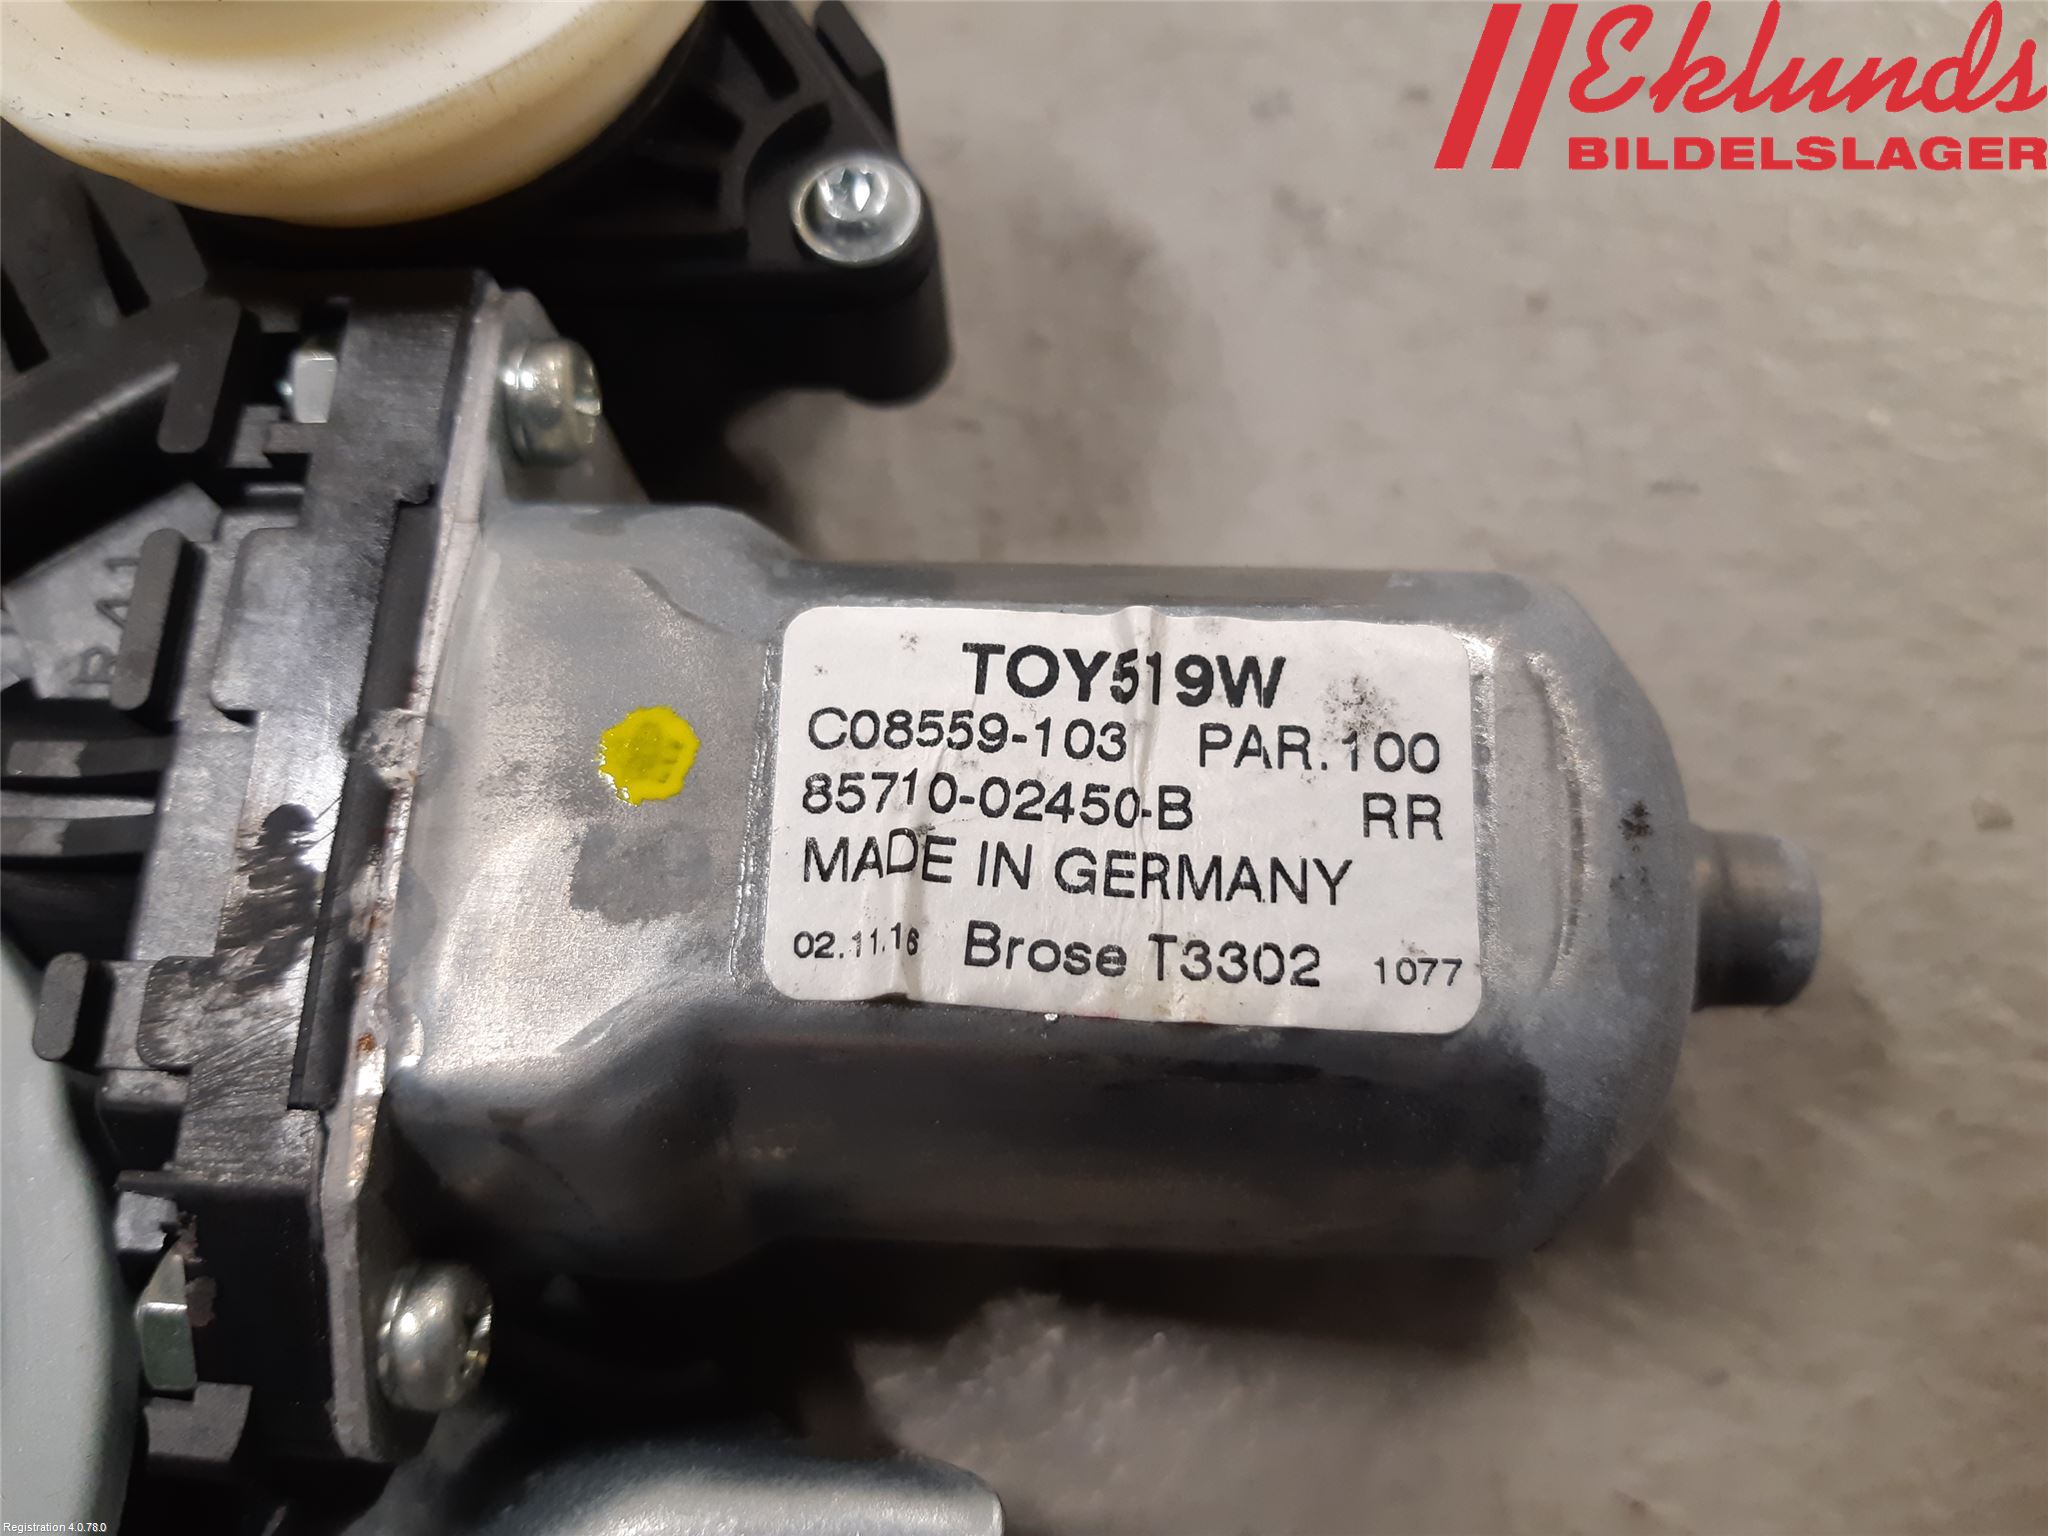 Eklunds
BILDELSLAGER
TOY519W
C08559-103 PAR.100
85710-02450-B RR
MADE IN GERMANY
02.11.16 Brose T3302 1077
Registration 4.0.78.0